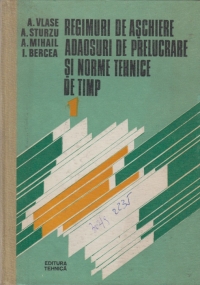 A. VLASE
A. STURZU
A. MIHAIL
I. BERCEA
REGIMURI DE AȘCHIERE
ADAOSURI DE PRELUCRARE
ȘI NORME TEHNICE
DE TIMP
1
EDITURA
TEHNICĂ